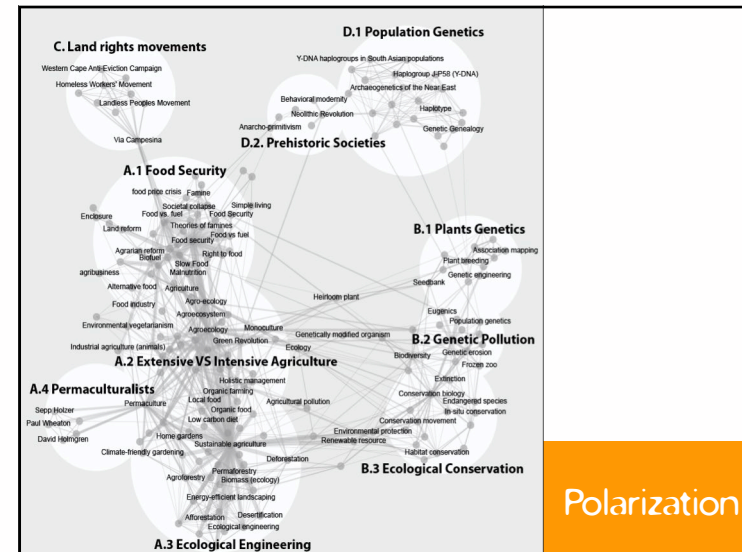 D.1 Population Genetics
C. Land rights movements
Y-DNA haplogroups in South Asian populations
Western Cape Anti-Eviction Campaign
Haplogroup J-P58 (Y-DNA)
Homeless Workers' Movement
Archaeogenetics of the Near East
Behavioral modernity
Landless Peoples Movement
Haplotype
Neolithic Revolution
Anarcho-primitivism
Genetic Genealogy
Via Campesina
D.2. Prehistoric Societies
A.1 Food Security
food price crisis
Famine
Societal collapse
Simple living
Enclosure
Food vs. fuel
Food Security
Land reform
Theories of famines
B.1 Plants Genetics
Food vs fuel
Food security
Association mapping
Agrarian reform
Right to food
Biofuel
Plant breeding
Slow Food
agribusiness
Malnutrition
Genetic engineering
Seedbank
Alternative food
Agriculture
Heirloom plant
Food industry
Agro-ecology
Eugenics
Agroecosystem
Population genetics
Environmental vegetarianism
Agroecology
Monoculture
Genetically modified organism
Green Revolution
B.2 Genetic Pollution
Industrial agriculture (animals)
Ecology
Biodiversity
Genetic erosion
A.2 Extensive VS Intensive Agriculture
Frozen zoo
Holistic management
Extinction
A.4 Permaculturalists
Organic farming
Conservation biology
Permaculture
Local food
Agricultural pollution
Endangered species
Sepp Holzer
Organic food
In-situ conservation
Paul Wheaton
Low carbon diet
Conservation movement
David Holmgren
Home gardens
Environmental protection
Sustainable agriculture
Renewable resource
Climate-friendly gardening
Habitat conservation
Deforestation
Permaforestry
B.3 Ecological Conservation
Agroforestry
Biomass (ecology)
Energy-efficient landscaping
Polarization
Afforestation
Desertification
Ecological engineering
A.3 Ecological Engineering